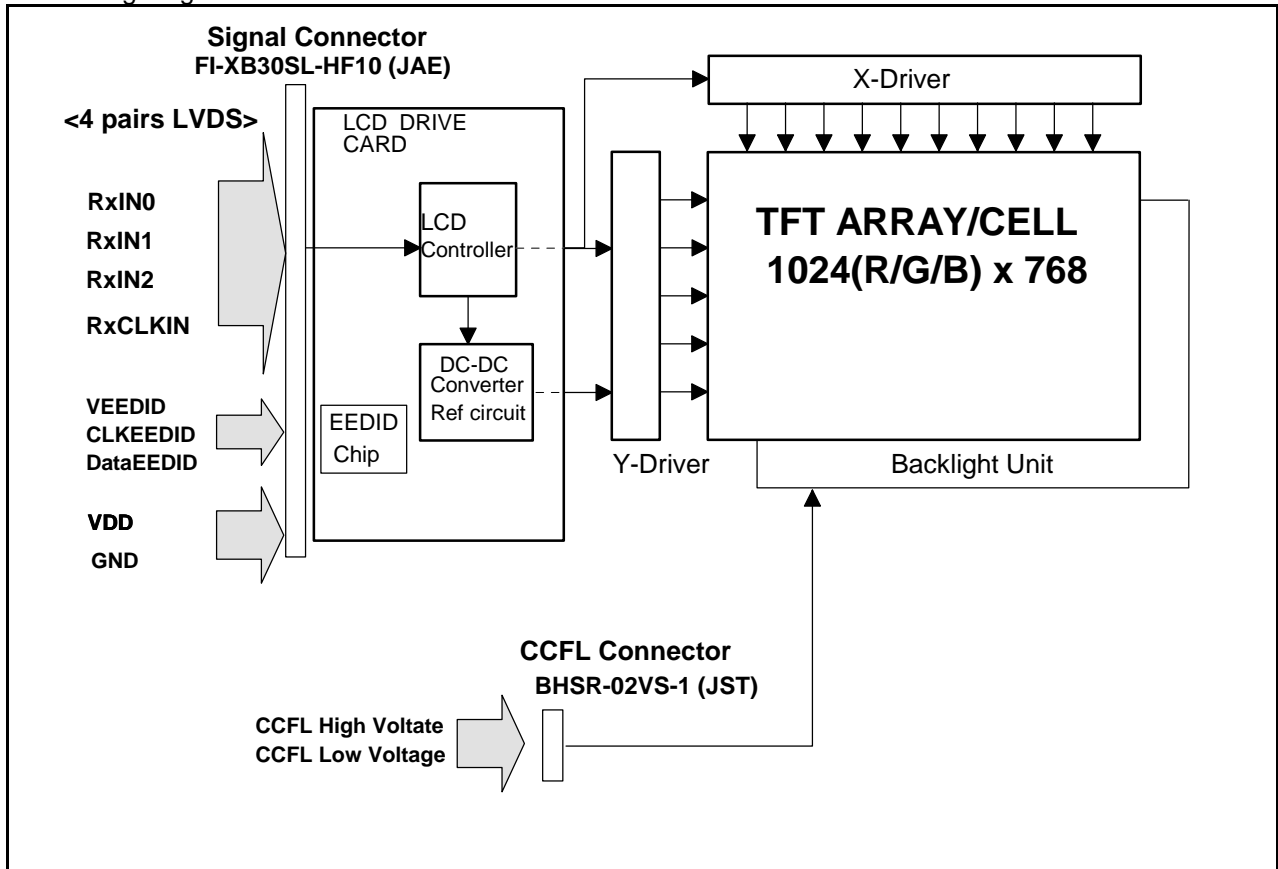 Signal Connector
FI-XB30SL-HF10 (JAE)
<4 pairs LVDS>
RxIN0
RxIN1
RxIN2
RxCLKIN
VEEDID
CLKEEDID
DataEEDID
VDD
GND
LCD DRIVE
CARD
LCD
Controller
DC-DC
Converter
Ref circuit
EEDID
Chip
X-Driver
Y-Driver
TFT ARRAY/CELL
1024(R/G/B) x 768
Backlight Unit
CCFL Connector
BHSR-02VS-1 (JST)
CCFL High Voltate
CCFL Low Voltage